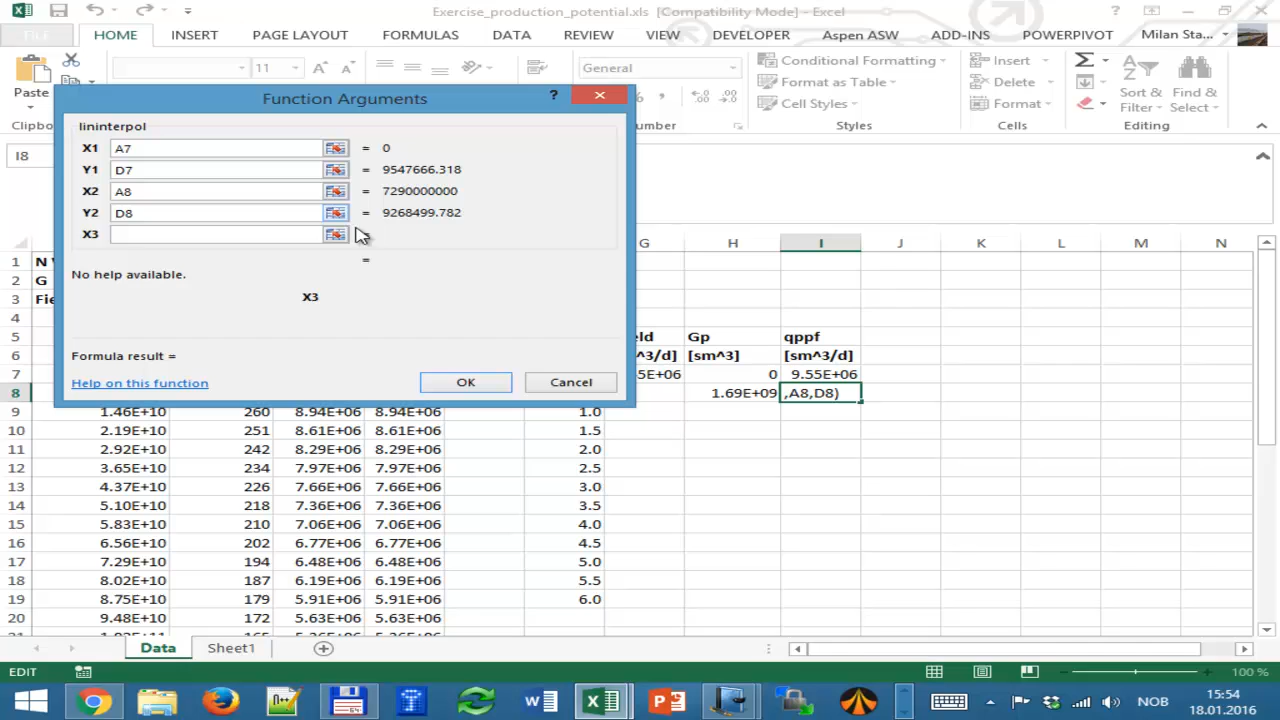 Exercise_production_potential.xls [Compatibility Mode] - Excel
FILE HOME INSERT PAGE LAYOUT FORMULAS DATA REVIEW VIEW DEVELOPER Aspen ASW ADD-INS POWERPIVOT Milan Sta...
11 General Conditional Formatting Insert
Paste Format as Table Delete Sort & Find &
Cell Styles Format Filter Select
Clipb umber Styles Cells Editing
I8
Function Arguments
lininterpol
X1 A7 = 0
Y1 D7 = 9547666.318
X2 A8 = 7290000000
Y2 D8 = 9268499.782
X3
=
No help available.
X3
Formula result =
Help on this function OK Cancel
G H I J K L M N
1 N
2 G
3 Fie
4
5 eld Gp qppf
6 ^3/d] [sm^3] [sm^3/d]
7 5E+06 0 9.55E+06
8 1.69E+09 ,A8,D8)
9 1.46E+10 260 8.94E+06 8.94E+06 1.0
10 2.19E+10 251 8.61E+06 8.61E+06 1.5
11 2.92E+10 242 8.29E+06 8.29E+06 2.0
12 3.65E+10 234 7.97E+06 7.97E+06 2.5
13 4.37E+10 226 7.66E+06 7.66E+06 3.0
14 5.10E+10 218 7.36E+06 7.36E+06 3.5
15 5.83E+10 210 7.06E+06 7.06E+06 4.0
16 6.56E+10 202 6.77E+06 6.77E+06 4.5
17 7.29E+10 194 6.48E+06 6.48E+06 5.0
18 8.02E+10 187 6.19E+06 6.19E+06 5.5
19 8.75E+10 179 5.91E+06 5.91E+06 6.0
20 9.48E+10 172 5.63E+06 5.63E+06
Data Sheet1
EDIT 100 %
NOB 15:54
18.01.2016